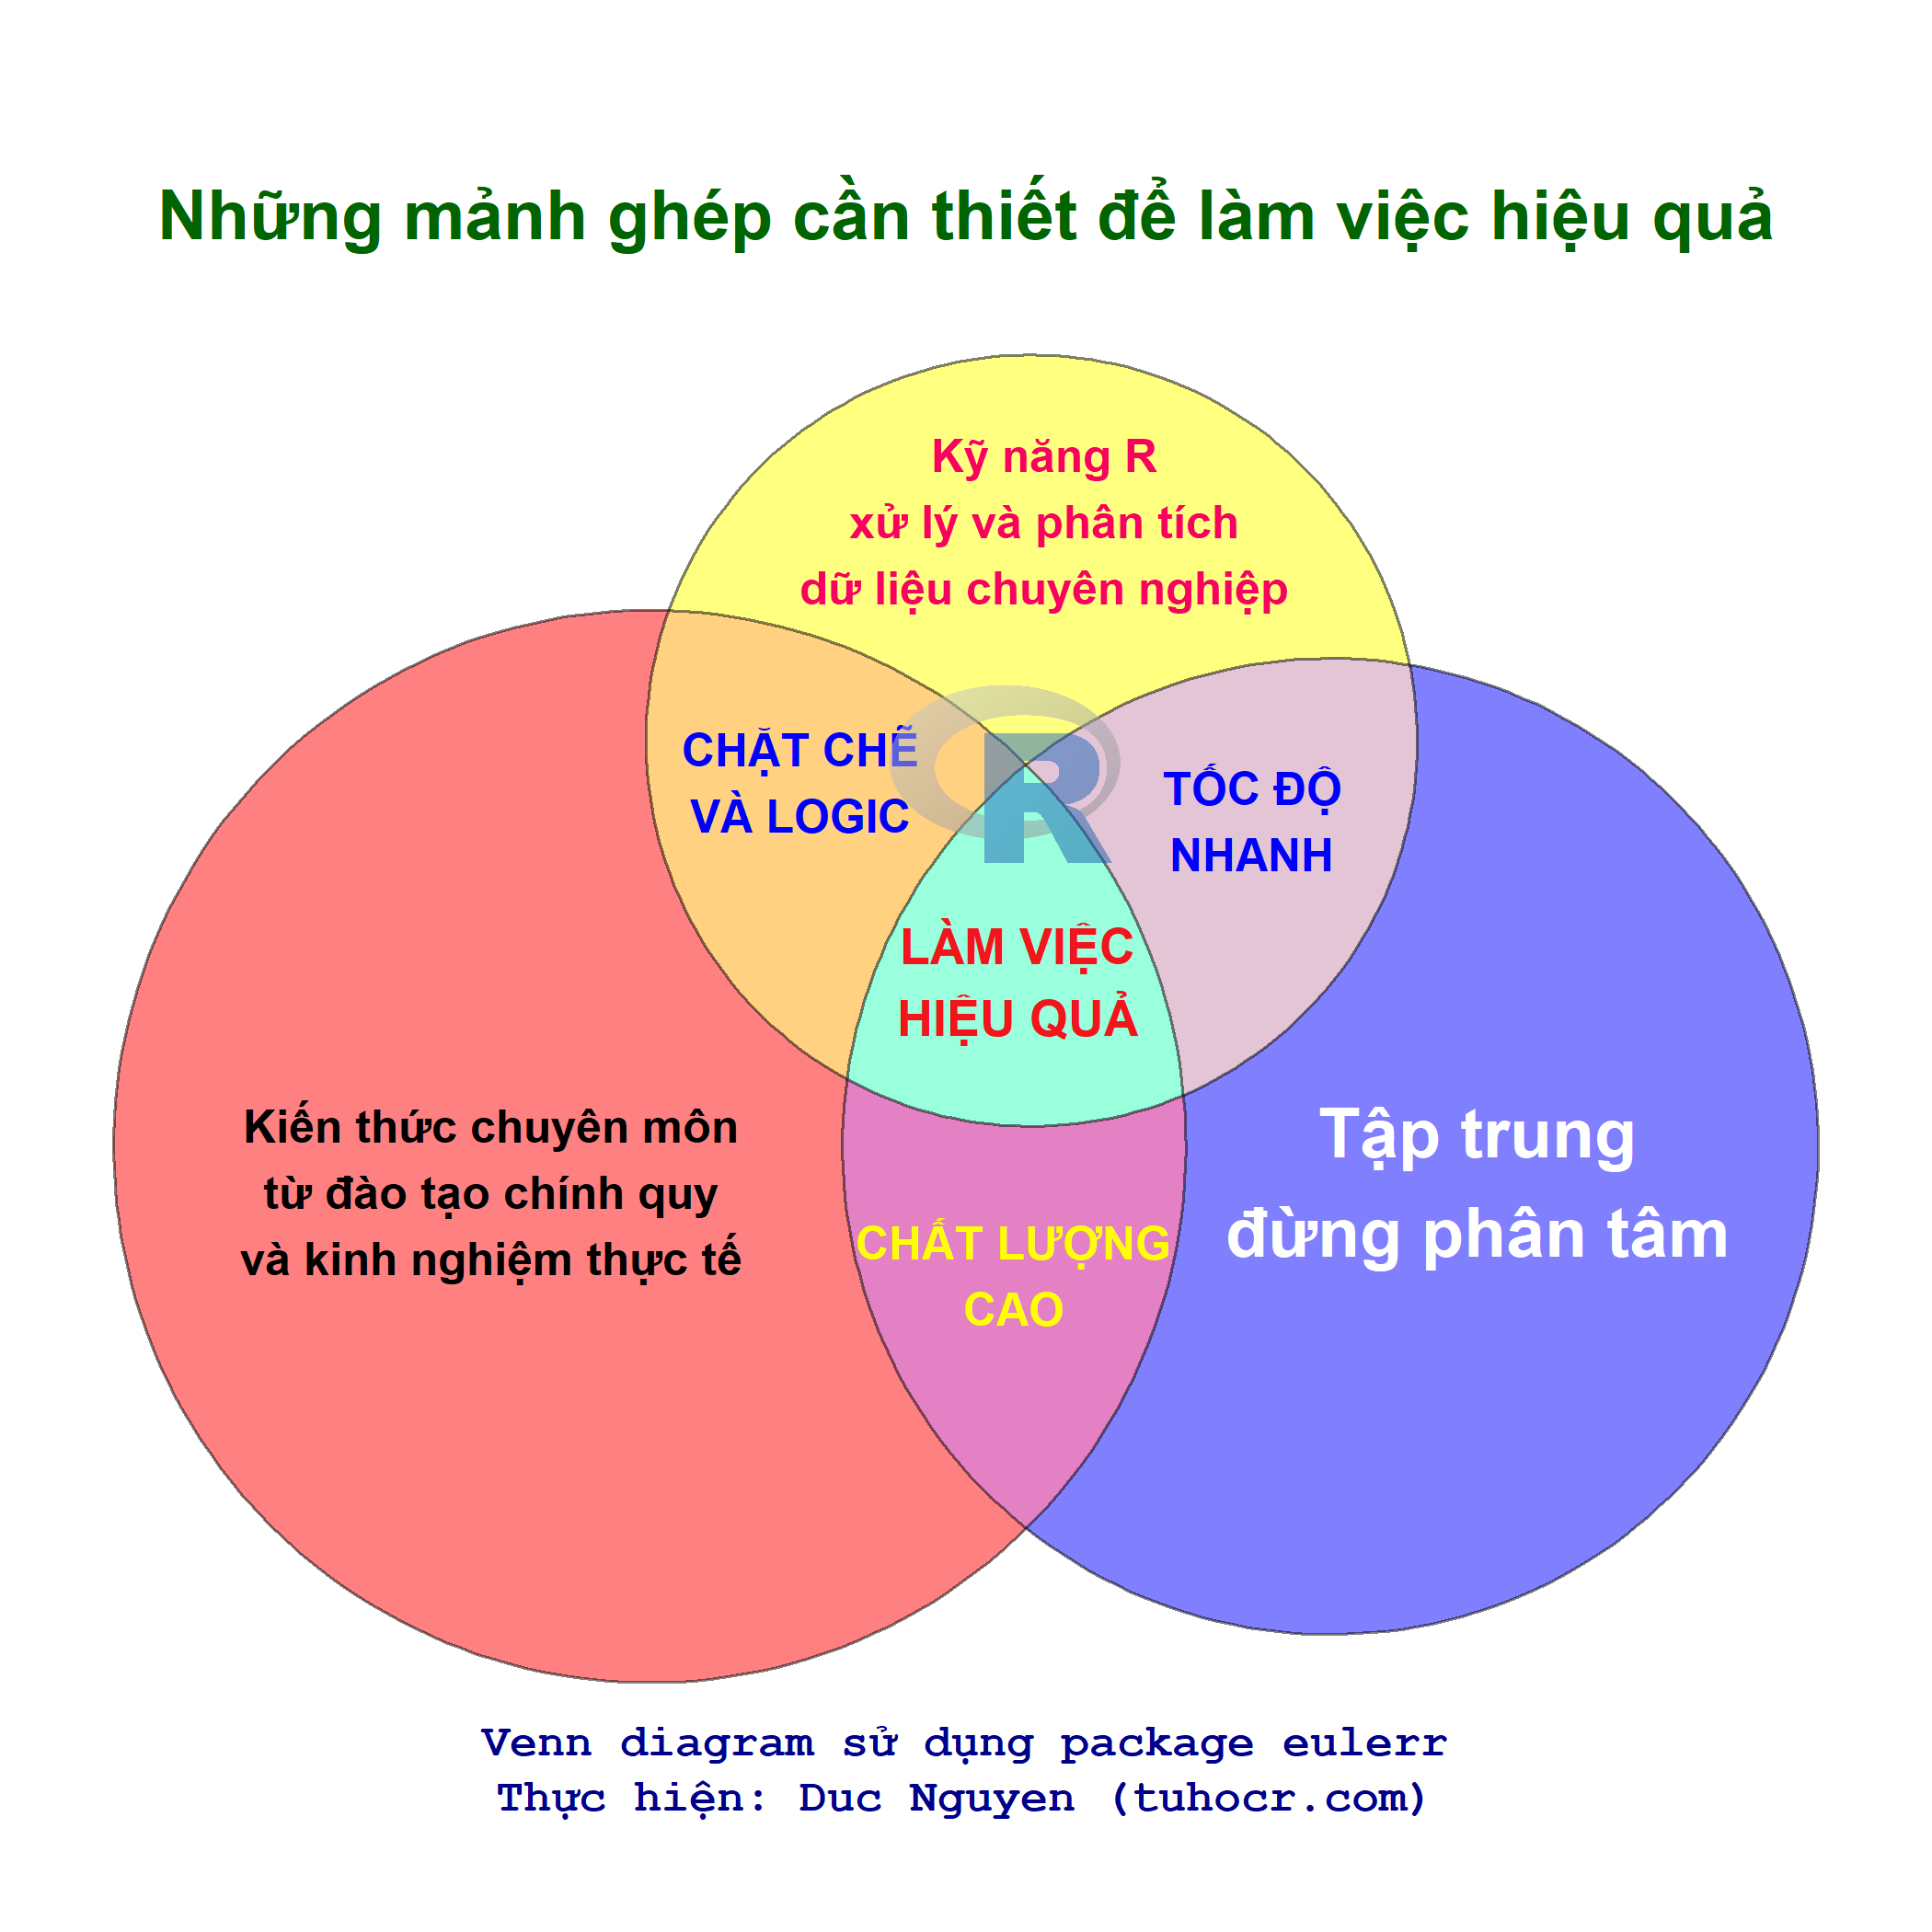 Những mảnh ghép cần thiết để làm việc hiệu quả
Kỹ năng R
xử lý và phân tích
dữ liệu chuyên nghiệp
CHẶT CHẼ
VÀ LOGIC
R
TỐC ĐỘ
NHANH
LÀM VIỆC
HIỆU QUẢ
Kiến thức chuyên môn
từ đào tạo chính quy
và kinh nghiệm thực tế
Tập trung
đừng phân tâm
CHẤT LƯỢNG
CAO
Venn diagram sử dụng package eulerr
Thực hiện: Duc Nguyen (tuhocr.com)